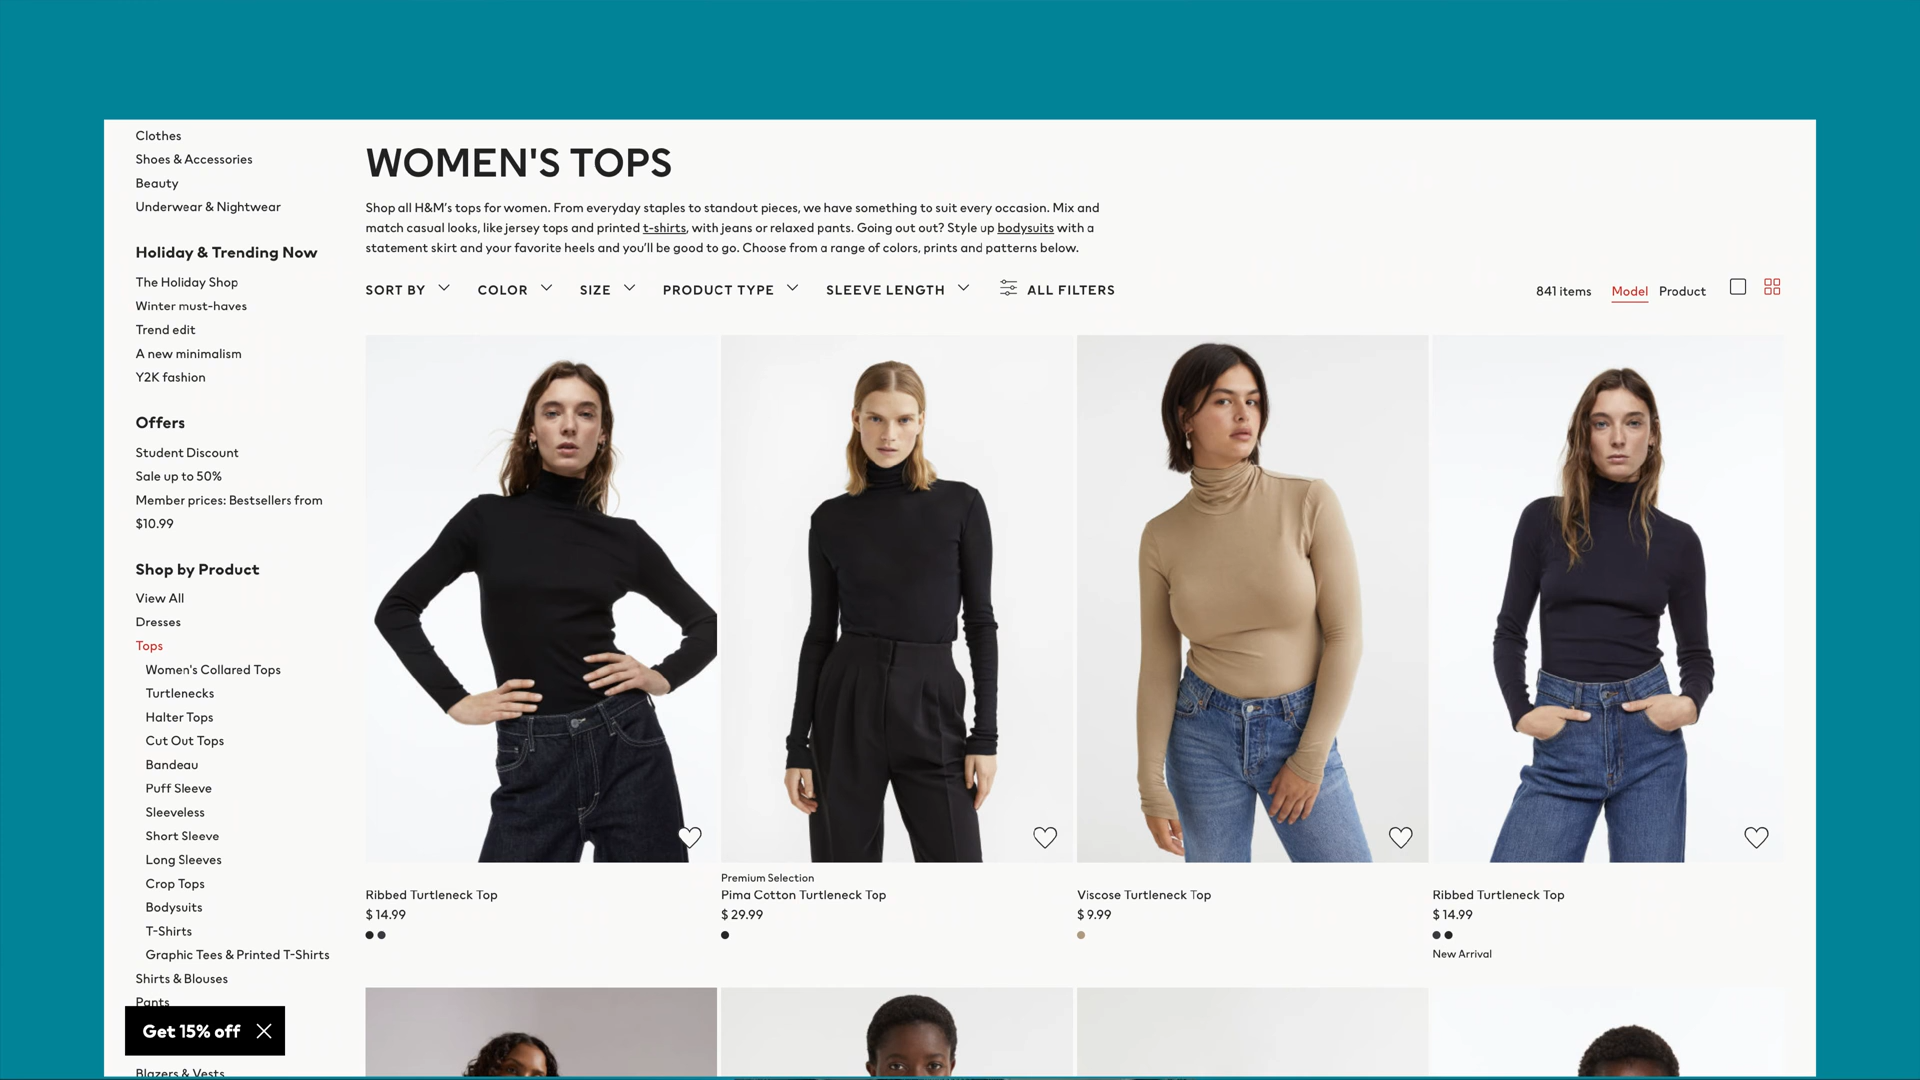 Clothes
Shoes & Accessories
Beauty
Underwear & Nightwear
Holiday & Trending Now
The Holiday Shop
Winter must-haves
Trend edit
A new minimalism
Y2K fashion
Offers
Student Discount
Sale up to 50%
Member prices: Bestsellers from
$10.99
Shop by Product
View All
Dresses
Tops
Women's Collared Tops
Turtlenecks
Halter Tops
Cut Out Tops
Bandeau
Puff Sleeve
Sleeveless
Short Sleeve
Long Sleeves
Crop Tops
Bodysuits
T-Shirts
Graphic Tees & Printed T-Shirts
Shirts & Blouses
Pants
Get 15% off
Blazers & Vests
WOMEN'S TOPS
Shop all H&M's tops for women. From everyday staples to standout pieces, we have something to suit every occasion. Mix and
match casual looks, like jersey tops and printed t-shirts, with jeans or relaxed pants. Going out out? Style up bodysuits with a
statement skirt and your favorite heels and you'll be good to go. Choose from a range of colors, prints and patterns below.
SORT BY COLOR SIZE PRODUCT TYPE SLEEVE LENGTH ALL FILTERS
841 items Model Product
Ribbed Turtleneck Top
$ 14.99
Premium Selection
Pima Cotton Turtleneck Top
$ 29.99
Viscose Turtleneck Top
$ 9.99
Ribbed Turtleneck Top
$ 14.99
New Arrival